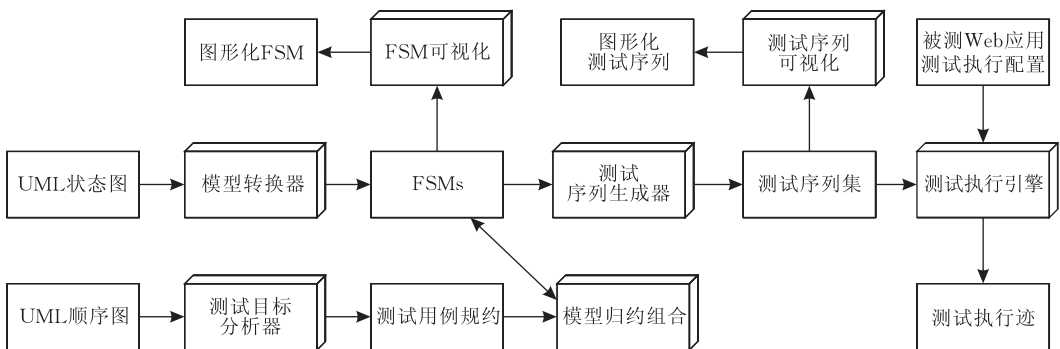 图形化FSM
FSM可视化
图形化
测试序列
测试序列
可视化
被测Web应用
测试执行配置
UML状态图
模型转换器
FSMs
测试
序列生成器
测试序列集
测试执行引擎
UML顺序图
测试目标
分析器
测试用例规约
模型归约组合
测试执行迹